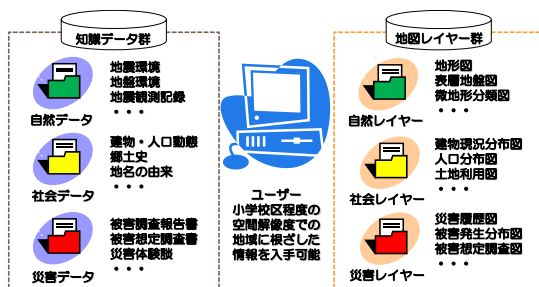 知識データ群
地震環境
地盤環境
地震観測記録
・・・
自然データ
建物・人口動態
郷土史
地名の由来
・・・
社会データ
被害調査報告書
被害想定調査書
災害体験談
・・・
災害データ
ユーザー
小学校区程度の
空間解像度での
地域に根ざした
情報を入手可能
地図レイヤー群
地形図
表層地盤図
微地形分類図
・・・
自然レイヤー
建物現況分布図
人口分布図
土地利用図
・・・
社会レイヤー
災害履歴図
被害発生分布図
被害想定調査図
・・・
災害レイヤー